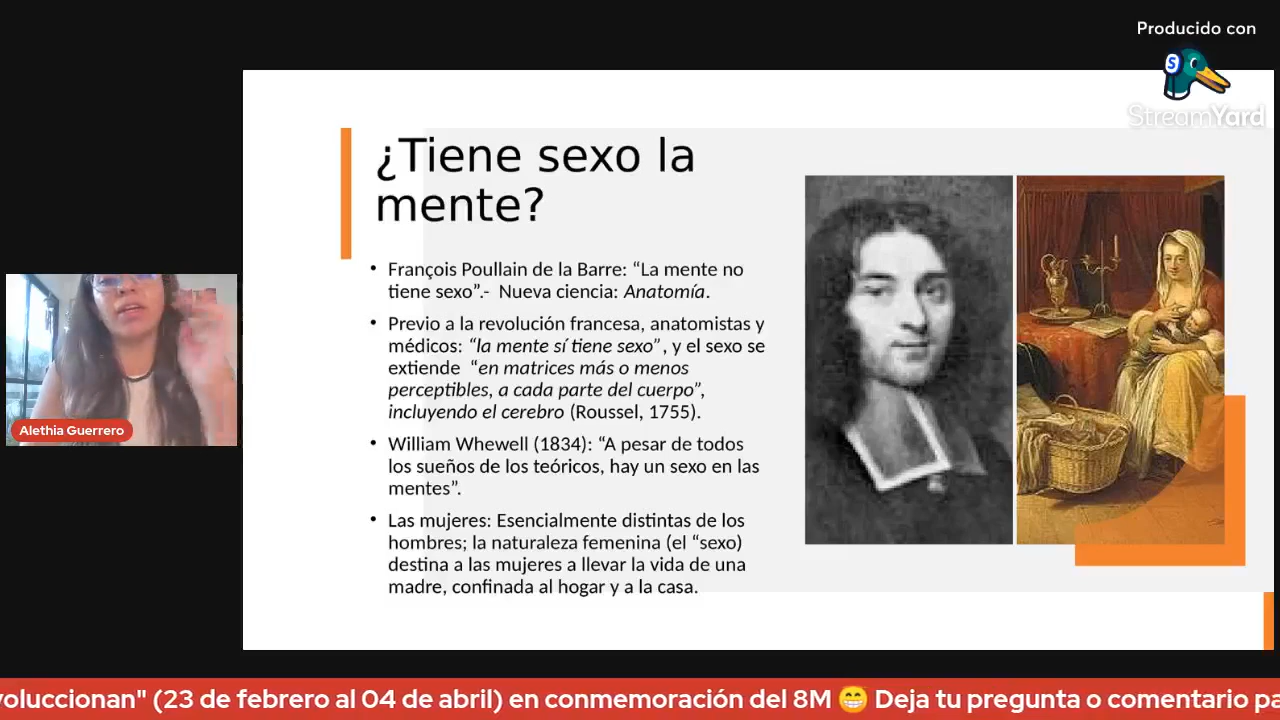 Producido con
StreamYard
¿Tiene sexo la
mente?
• François Poullain de la Barre: “La mente no
tiene sexo”.- Nueva ciencia: Anatomía.
• Previo a la revolución francesa, anatomistas y
médicos: “la mente sí tiene sexo”, y el sexo se
extiende “en matrices más o menos
perceptibles, a cada parte del cuerpo”,
incluyendo el cerebro (Roussel, 1755).
• William Whewell (1834): “A pesar de todos
los sueños de los teóricos, hay un sexo en las
mentes”.
• Las mujeres: Esencialmente distintas de los
hombres; la naturaleza femenina (el “sexo)
destina a las mujeres a llevar la vida de una
madre, confinada al hogar y a la casa.
Alethia Guerrero
voluccionan" (23 de febrero al 04 de abril) en conmemoración del 8M 😁 Deja tu pregunta o comentario pa